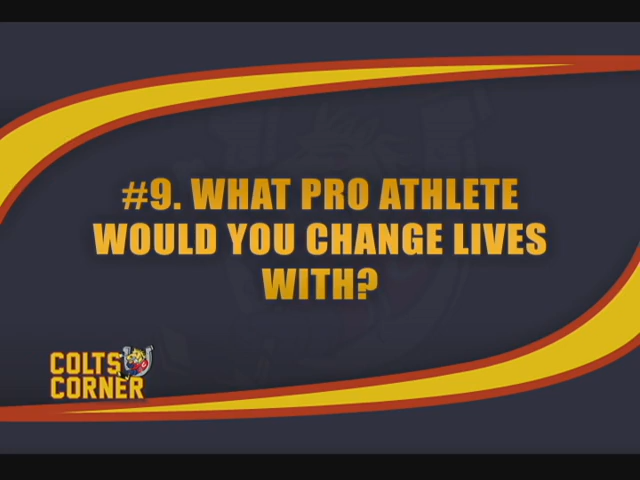 #9. WHAT PRO ATHLETE
WOULD YOU CHANGE LIVES
WITH?
COLTS
CORNER